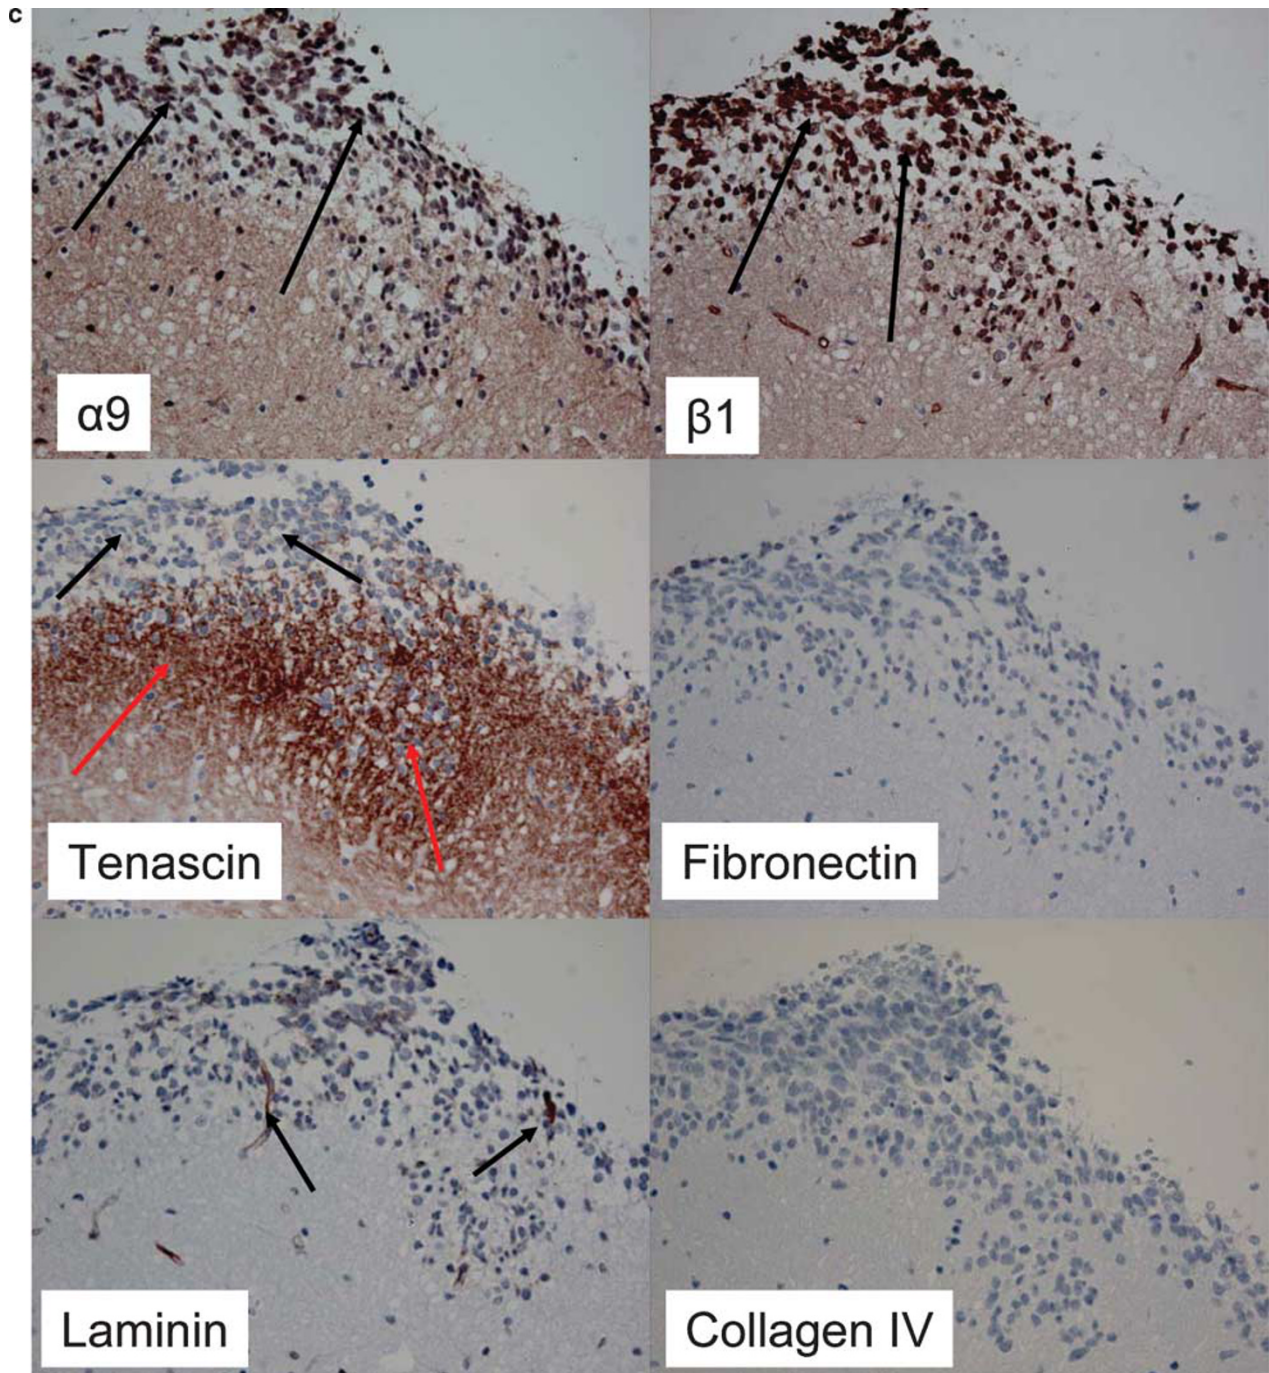 c
α9
β1
Tenascin
Fibronectin
Laminin
Collagen IV